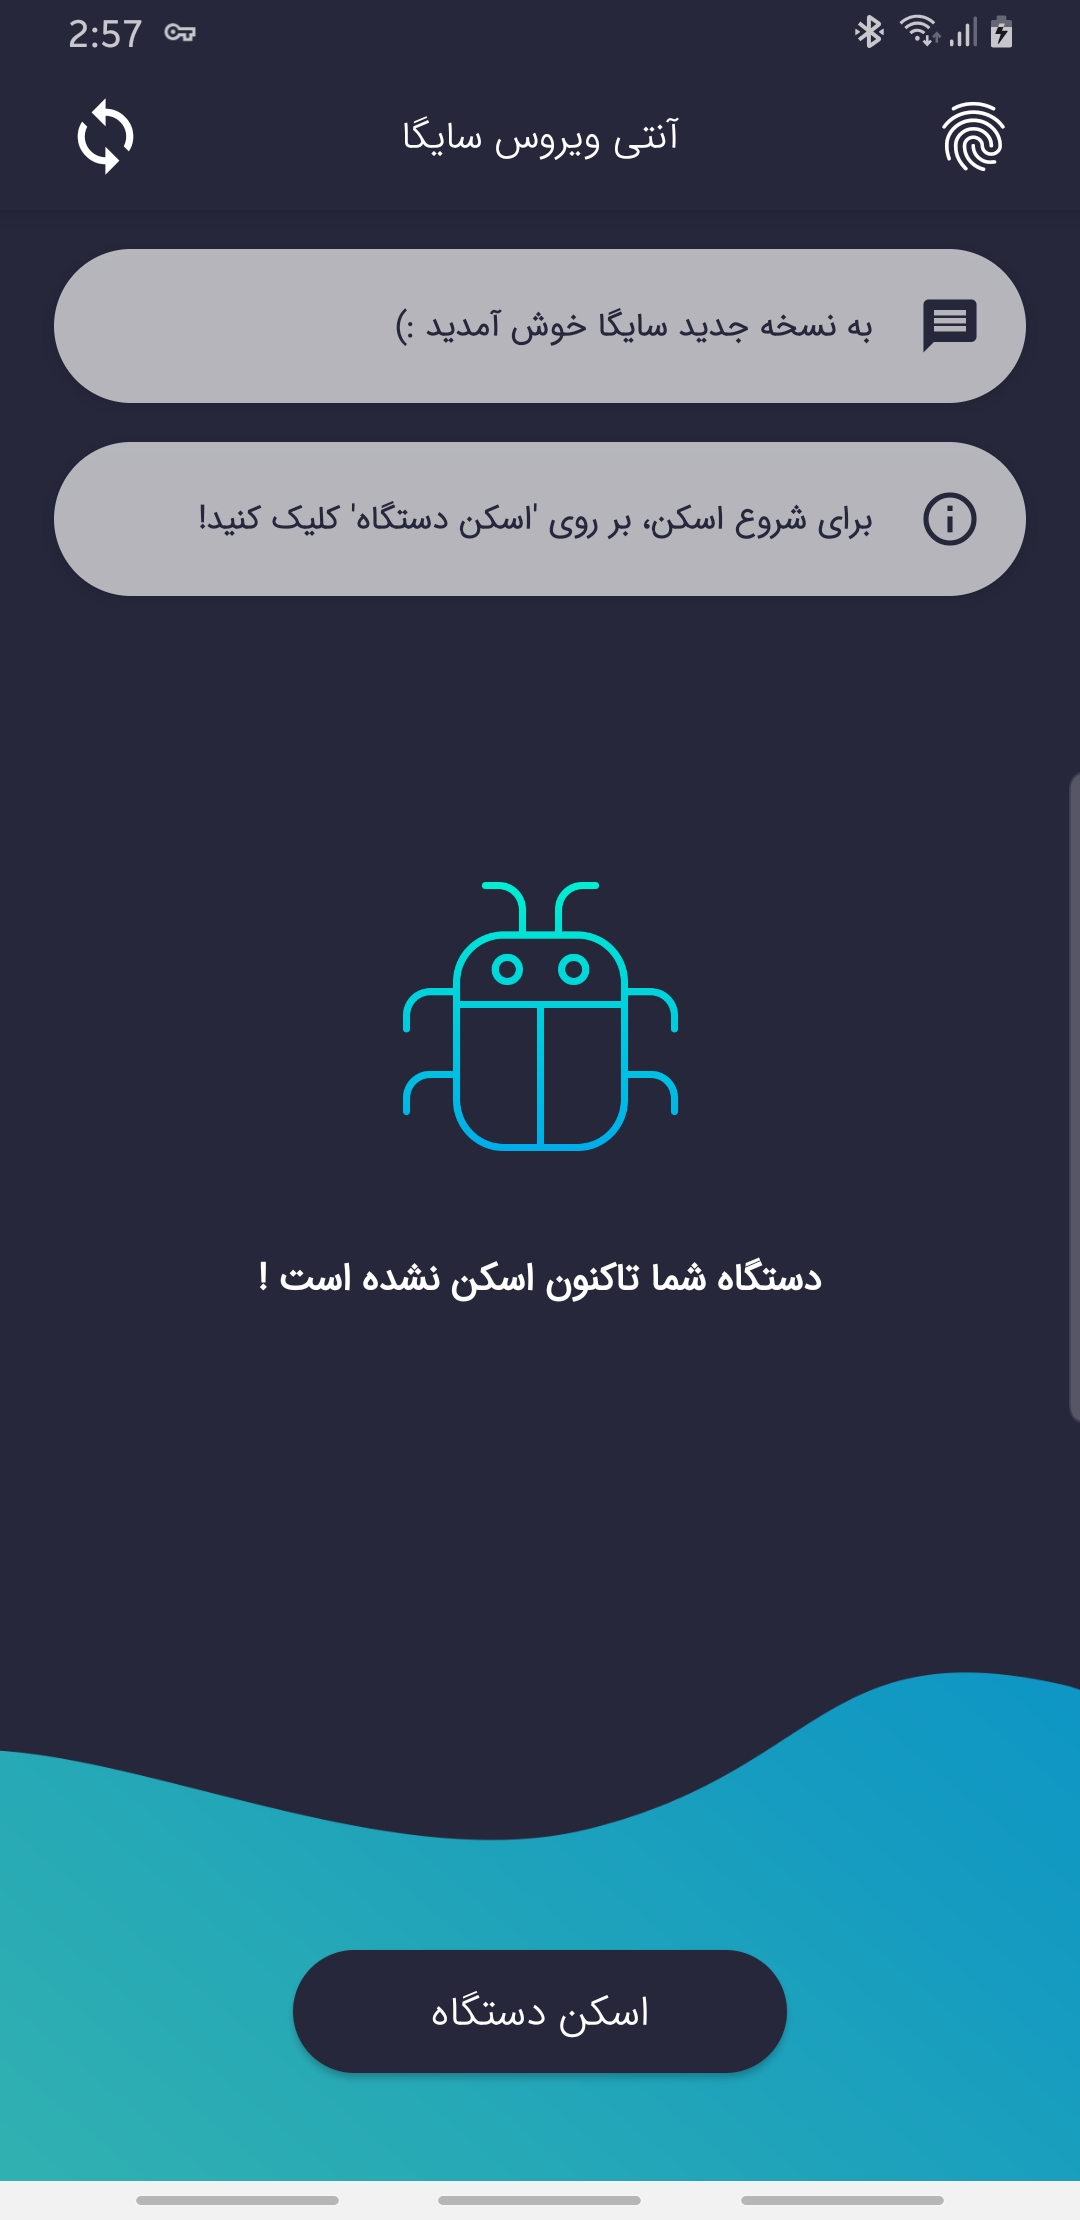 2:57
آنتی ویروس سایگا
به نسخه جدید سایگا خوش آمدید :)
برای شروع اسکن، بر روی 'اسکن دستگاه' کلیک کنید!
دستگاه شما تاکنون اسکن نشده است !
اسکن دستگاه